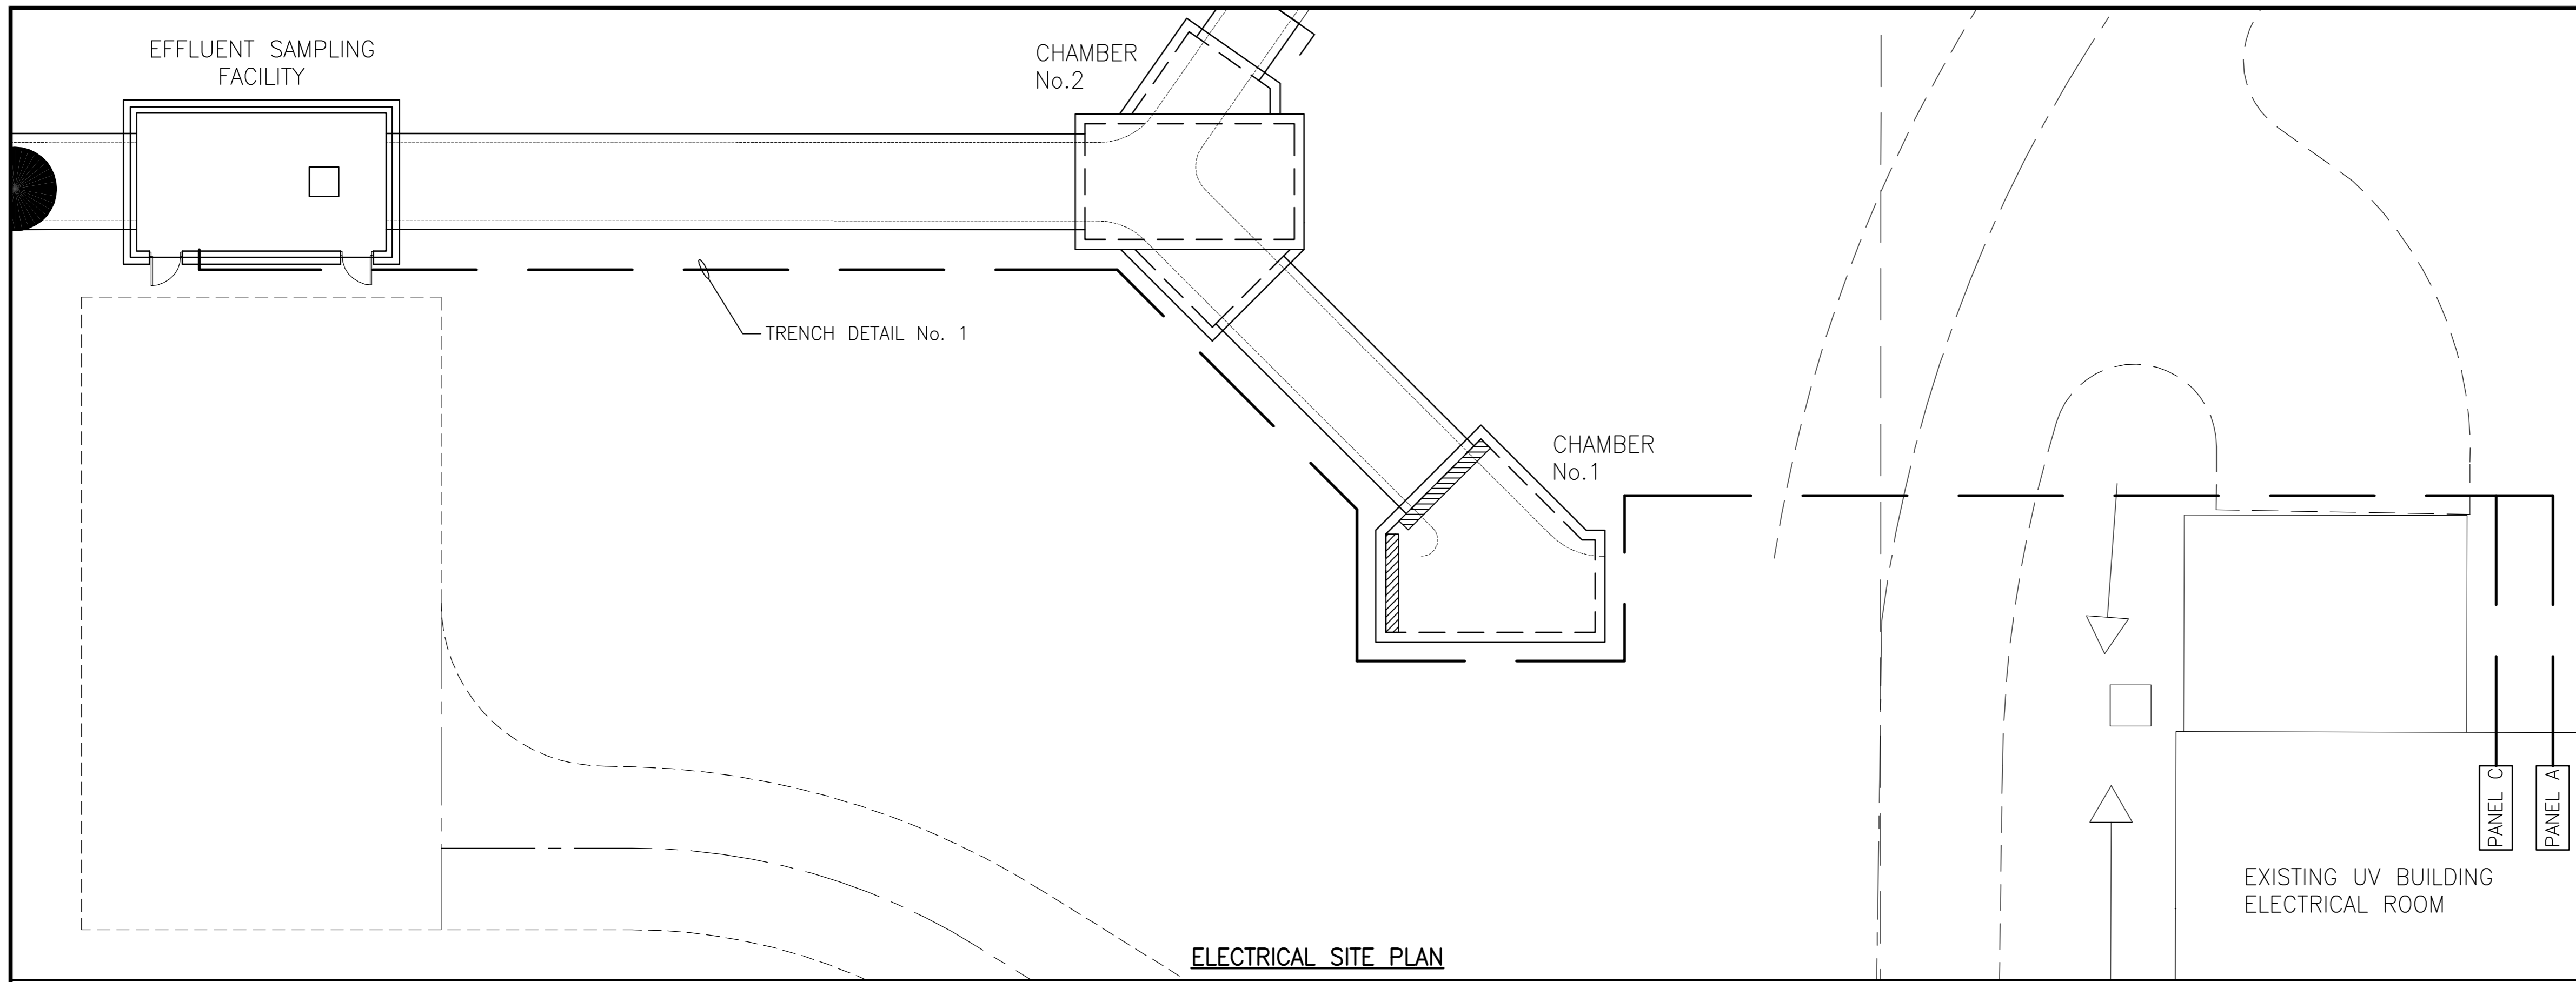 EFFLUENT SAMPLING
FACILITY
CHAMBER
No.2
TRENCH DETAIL No. 1
CHAMBER
No.1
PANEL C
PANEL A
EXISTING UV BUILDING
ELECTRICAL ROOM
ELECTRICAL SITE PLAN